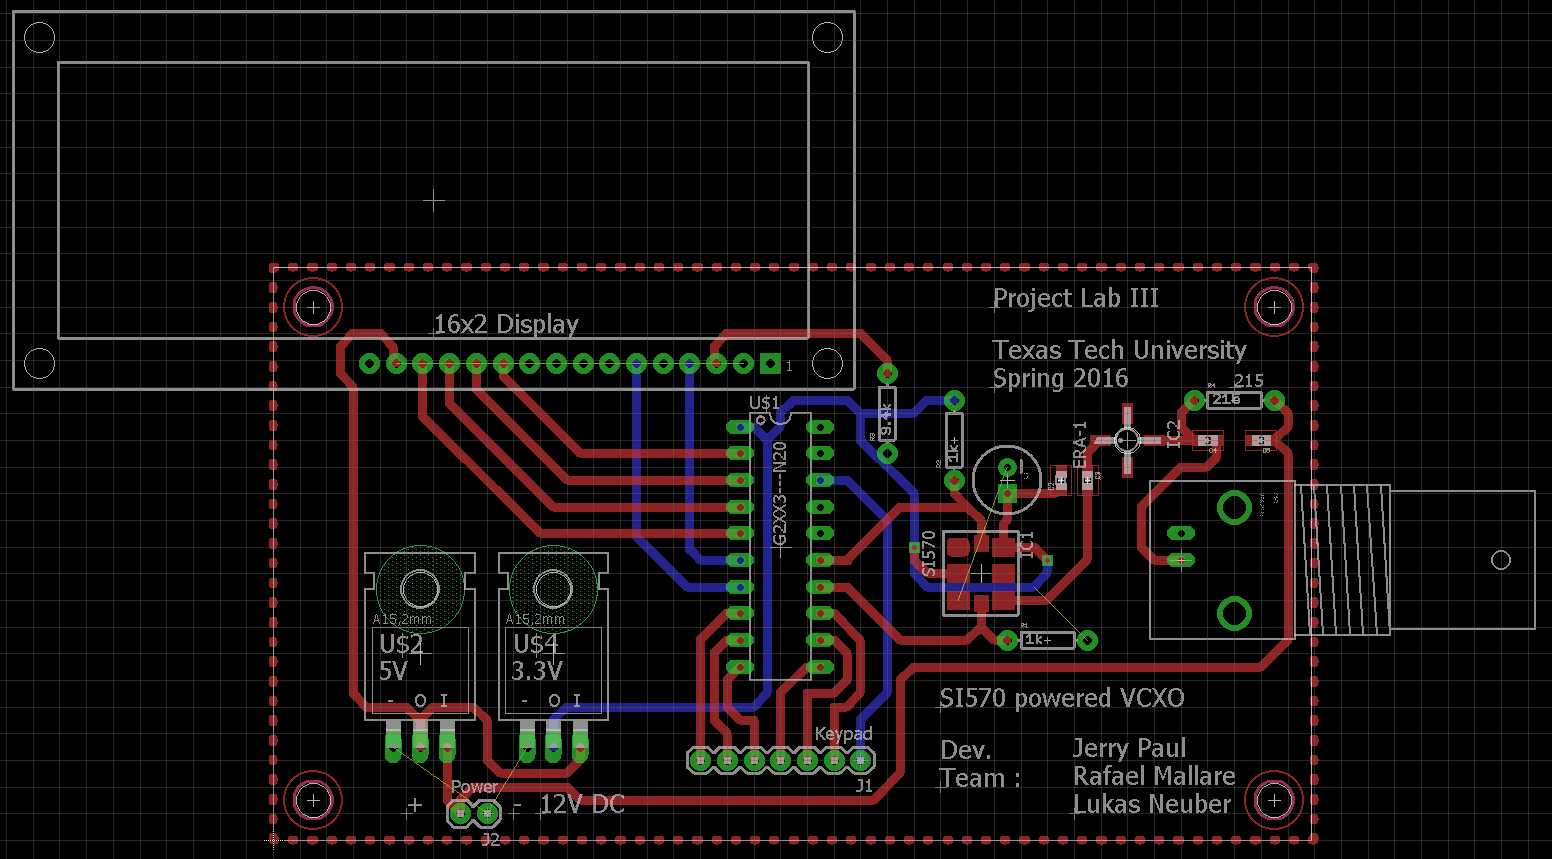 Project Lab III
16x2 Display
Texas Tech University
Spring 2016
1
215
216
U$1
9.4k
1k+
ERA-1
IC2
G2XX3---N20
SI570
IC1
A15,2mm
A15,2mm
U$2
5V
U$4
3.3V
1k+
- O I
- O I
SI570 powered VCXO
Keypad
J1
Dev.
Team :
Jerry Paul
Rafael Mallare
Lukas Neuber
Power
+
- 12V DC
J2